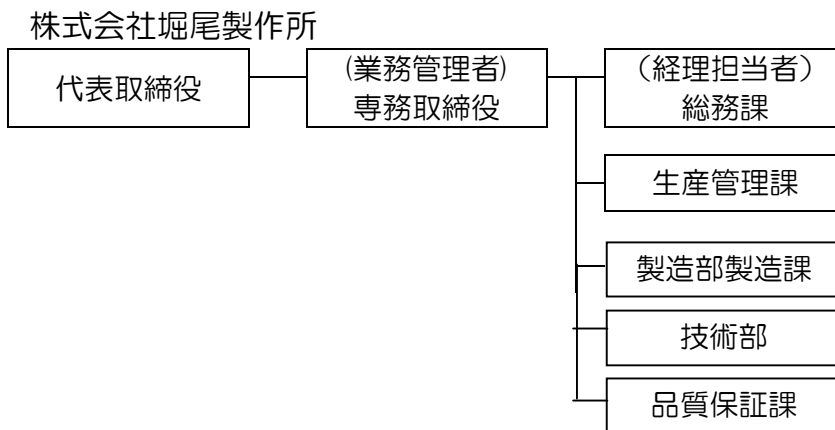 株式会社堀尾製作所
代表取締役
(業務管理者)
専務取締役
（経理担当者）
総務課
生産管理課
製造部製造課
技術部
品質保証課